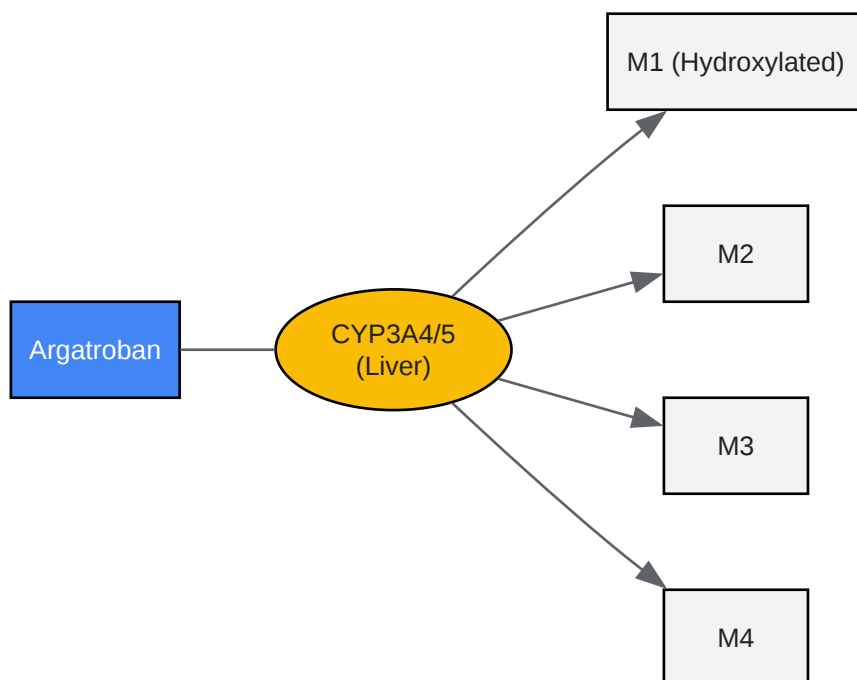 M1 (Hydroxylated)
M2
Argatroban
CYP3A4/5
(Liver)
M3
M4